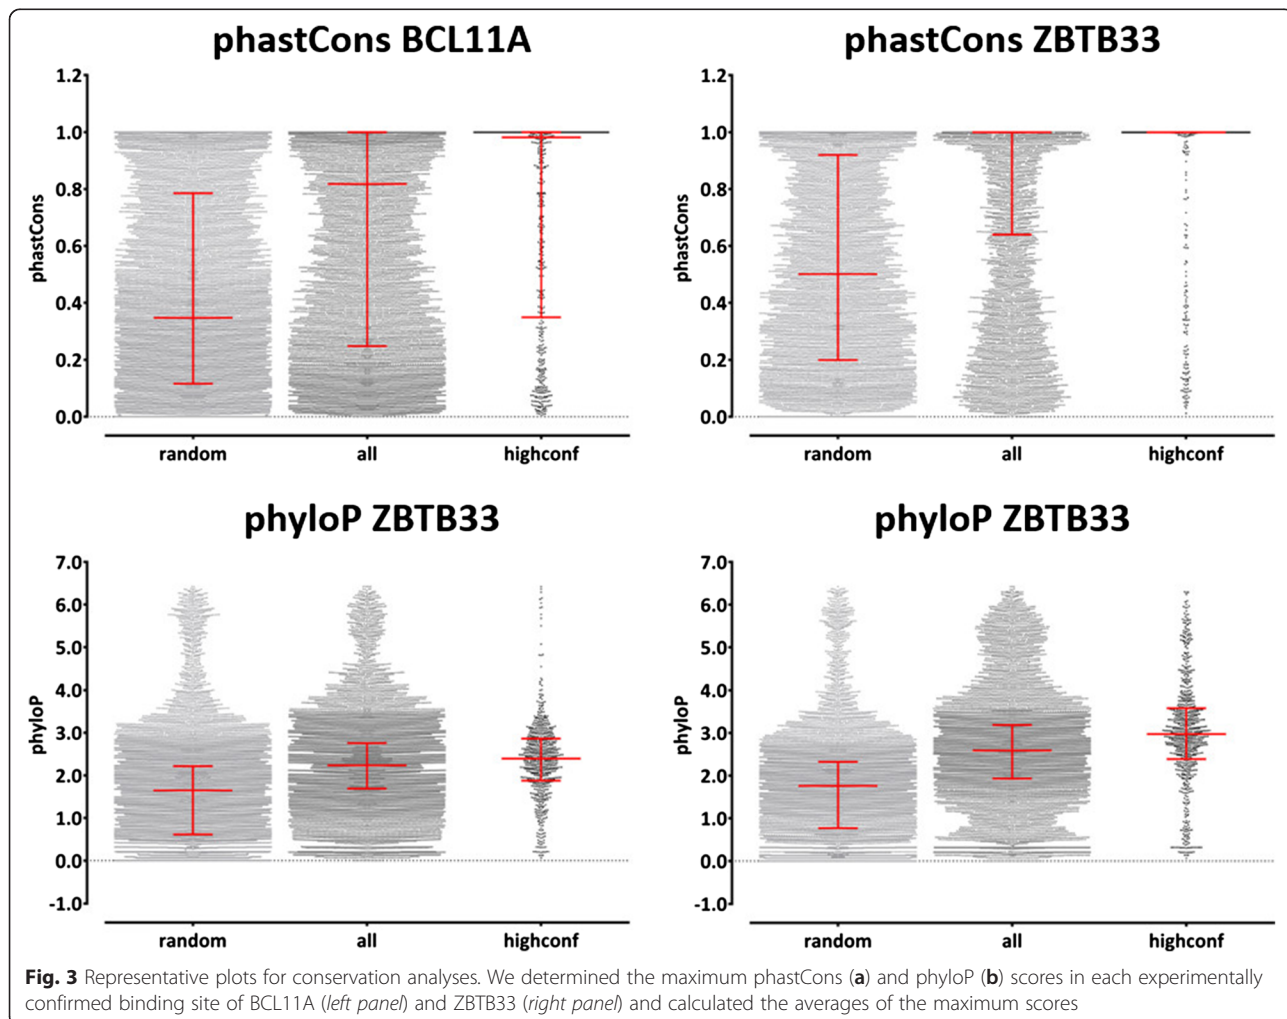 phastCons BCL11A
phastCons
1.2
1.0
0.8
0.6
0.4
0.2
0.0
random all highconf
phastCons ZBTB33
phastCons
1.2
1.0
0.8
0.6
0.4
0.2
0.0
random all highconf
phyloP ZBTB33
phyloP
7.0
6.0
5.0
4.0
3.0
2.0
1.0
0.0
-1.0
random all highconf
phyloP ZBTB33
phyloP
7.0
6.0
5.0
4.0
3.0
2.0
1.0
0.0
-1.0
random all highconf
Fig. 3 Representative plots for conservation analyses. We determined the maximum phastCons (a) and phyloP (b) scores in each experimentally
confirmed binding site of BCL11A (left panel) and ZBTB33 (right panel) and calculated the averages of the maximum scores